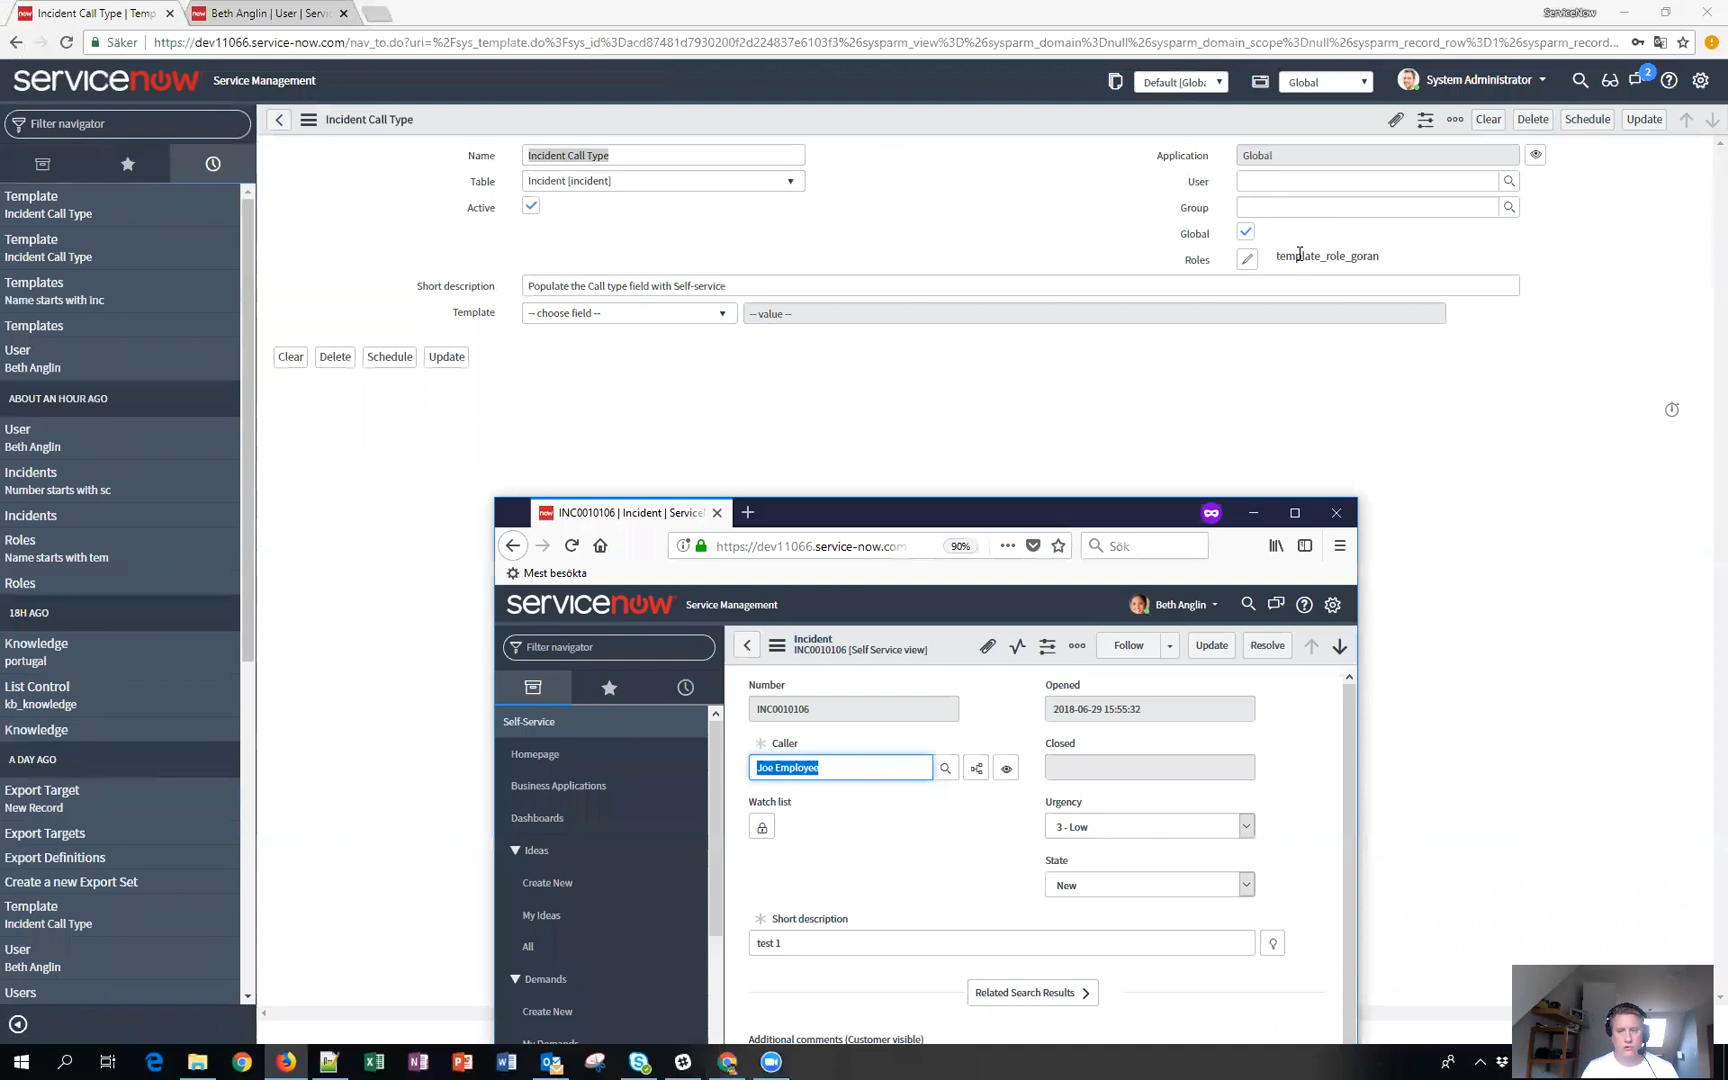 Incident Call Type | Temp
Beth Anglin | User | Servi
ServiceNow
Säker
https://dev11066.service-now.com/nav_to.do?uri=%2Fsys_template.do%3Fsys_id%3Dacd87481d7930200f2d224837e6103f3%26sysparm_view%3D%26sysparm_domain%3Dnull%26sysparm_domain_scope%3Dnull%26sysparm_record_row%3D1%26sysparm_record...
servicenow Service Management
Default [Globa
Global
System Administrator
2
Filter navigator
Incident Call Type
Clear
Delete
Schedule
Update
Name
Incident Call Type
Application
Global
Table
Incident [incident]
User
Active
Group
Global
Roles
template_role_goran
Short description
Populate the Call type field with Self-service
Template
-- choose field --
-- value --
Clear
Delete
Schedule
Update
Template
Incident Call Type
Template
Incident Call Type
Templates
Name starts with inc
Templates
User
Beth Anglin
ABOUT AN HOUR AGO
User
Beth Anglin
Incidents
Number starts with sc
Incidents
Roles
Name starts with tem
Roles
18H AGO
Knowledge
portugal
List Control
kb_knowledge
Knowledge
A DAY AGO
Export Target
New Record
Export Targets
Export Definitions
Create a new Export Set
Template
Incident Call Type
User
Beth Anglin
Users
INC0010106 | Incident | Service
https://dev11066.service-now.com
90%
Sök
Mest besökta
servicenow Service Management
Beth Anglin
Filter navigator
Incident
INC0010106 [Self Service view]
Follow
Update
Resolve
Self-Service
Homepage
Business Applications
Dashboards
Ideas
Create New
My Ideas
All
Demands
Create New
My Demands
Number
INC0010106
Opened
2018-06-29 15:55:32
Caller
Joe Employee
Closed
Watch list
Urgency
3 - Low
State
New
Short description
test 1
Related Search Results
Additional comments (Customer visible)